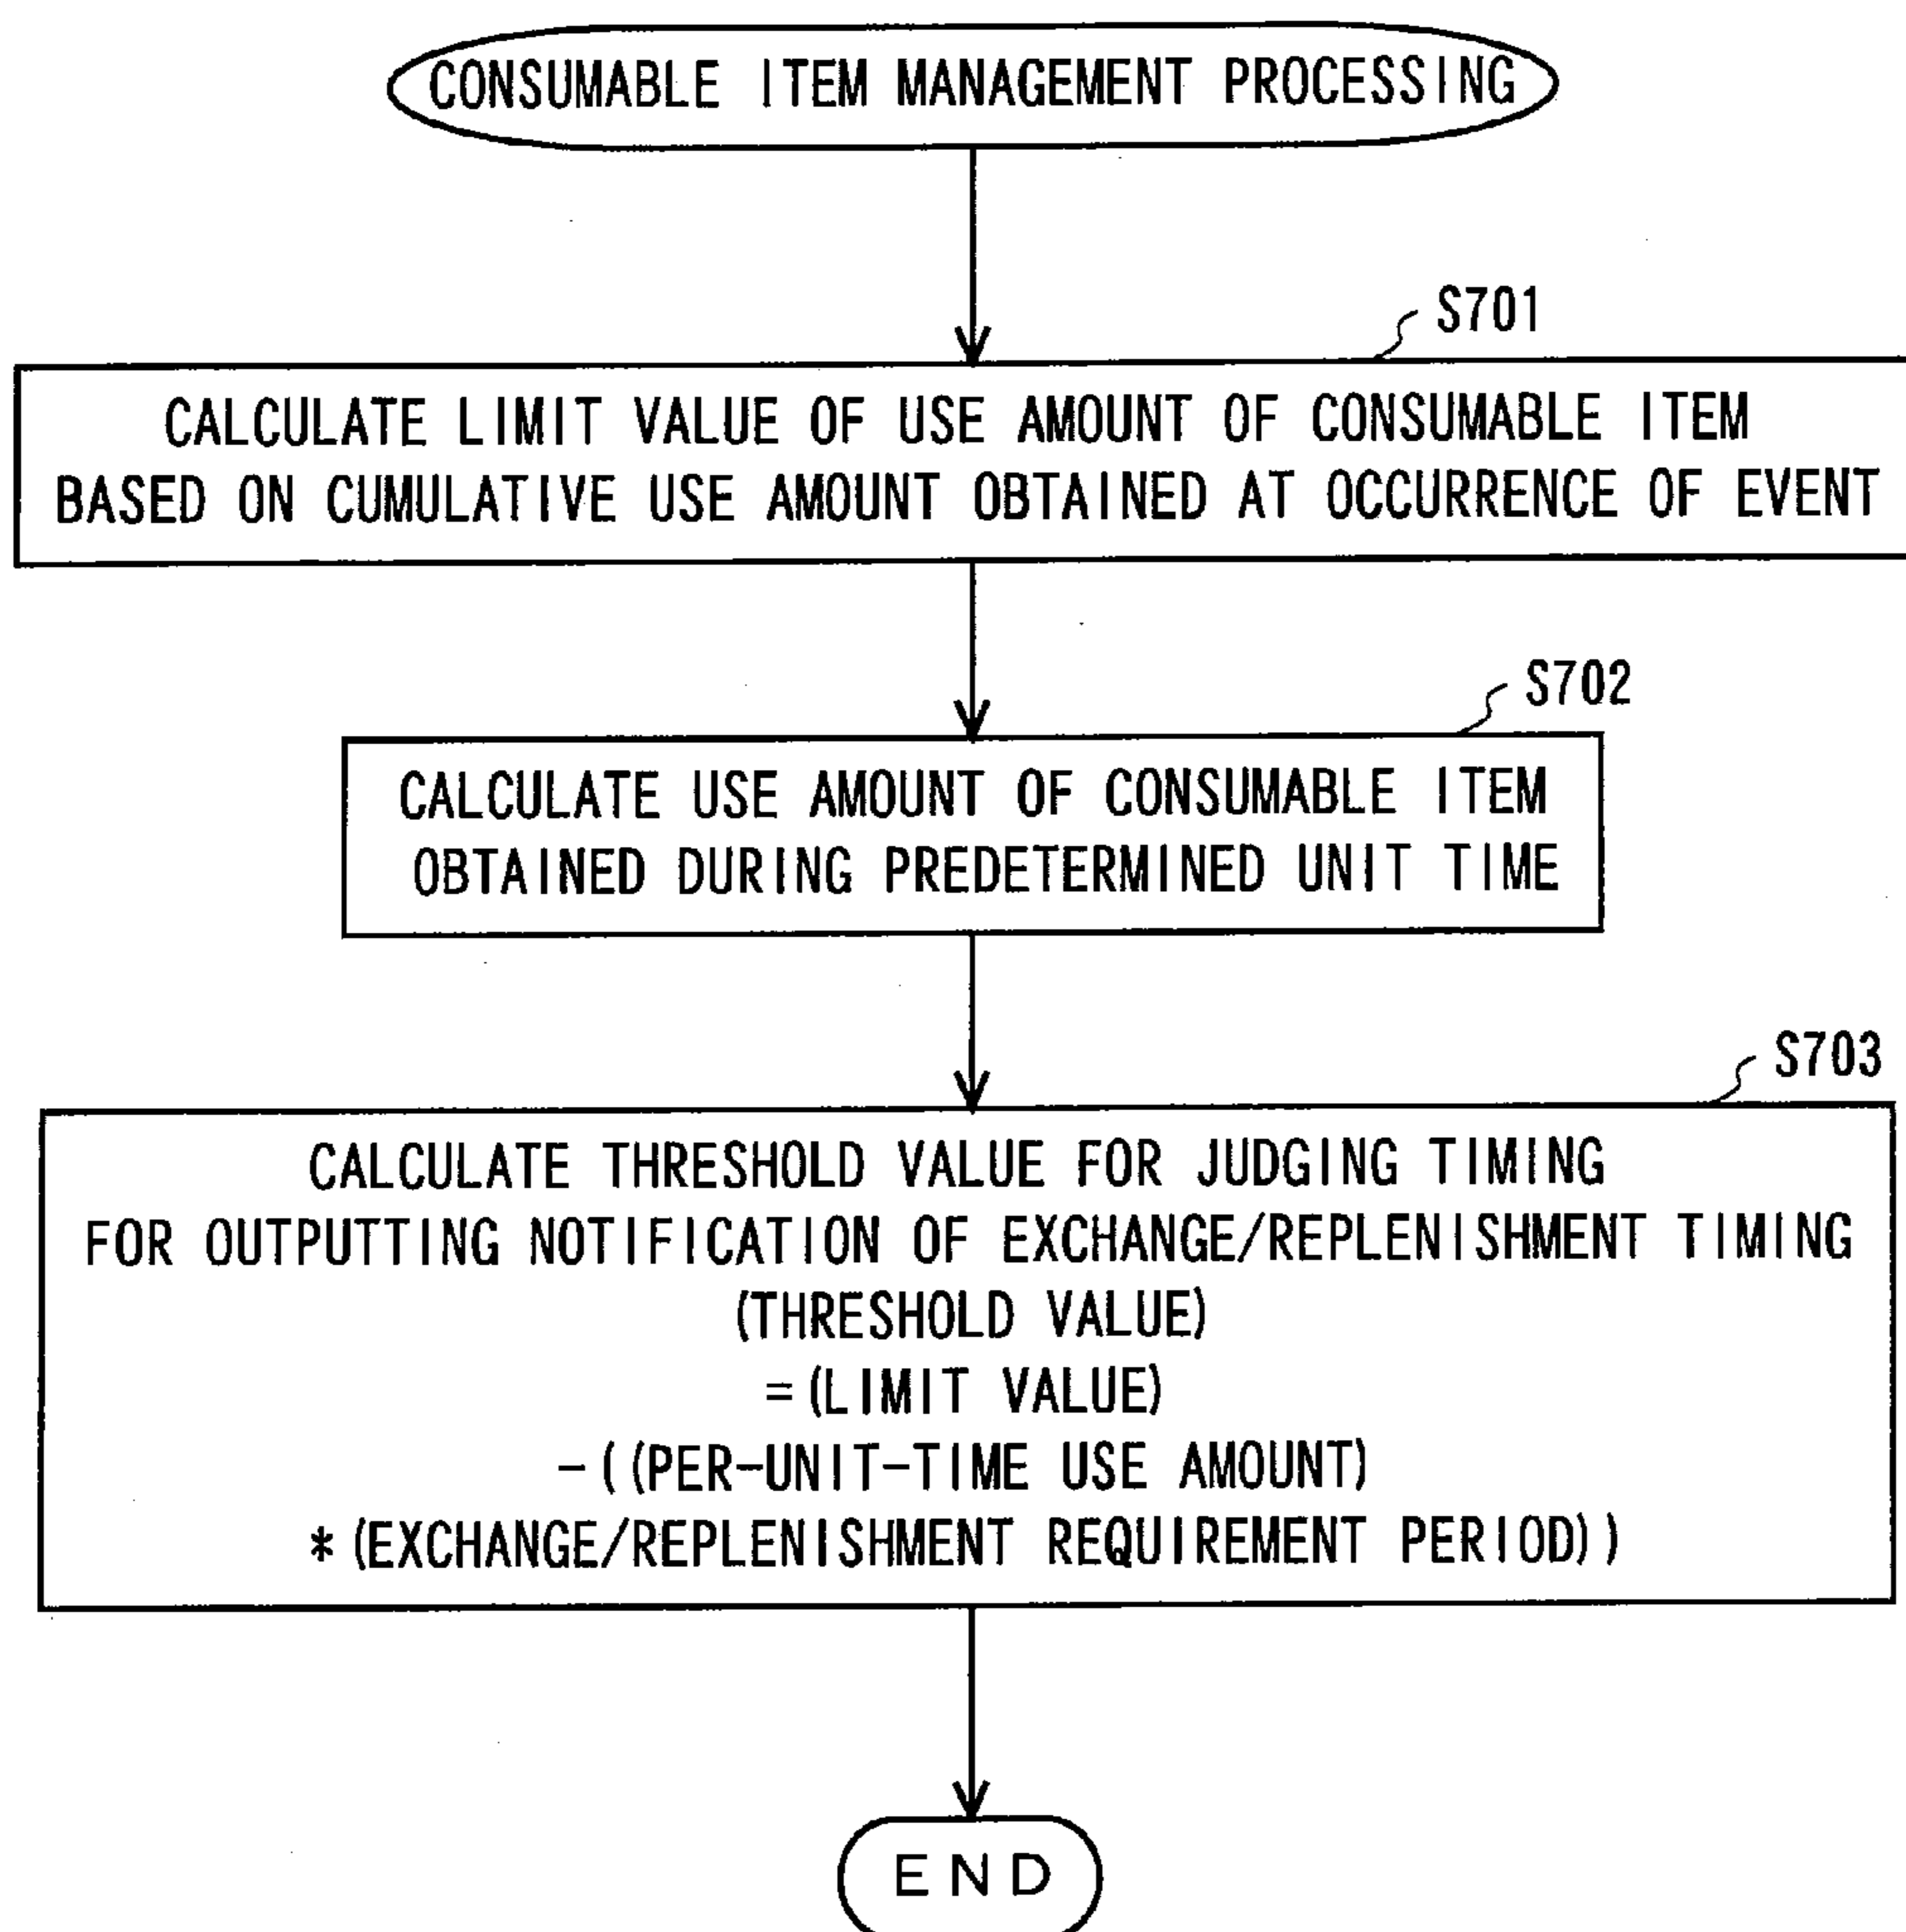 CONSUMABLE ITEM MANAGEMENT PROCESSING
S701
CALCULATE LIMIT VALUE OF USE AMOUNT OF CONSUMABLE ITEM
BASED ON CUMULATIVE USE AMOUNT OBTAINED AT OCCURRENCE OF EVENT
S702
CALCULATE USE AMOUNT OF CONSUMABLE ITEM
OBTAINED DURING PREDETERMINED UNIT TIME
S703
CALCULATE THRESHOLD VALUE FOR JUDGING TIMING
FOR OUTPUTTING NOTIFICATION OF EXCHANGE/REPLENISHMENT TIMING
(THRESHOLD VALUE)
=(LIMIT VALUE)
-((PER-UNIT-TIME USE AMOUNT)
*(EXCHANGE/REPLENISHMENT REQUIREMENT PERIOD))
END